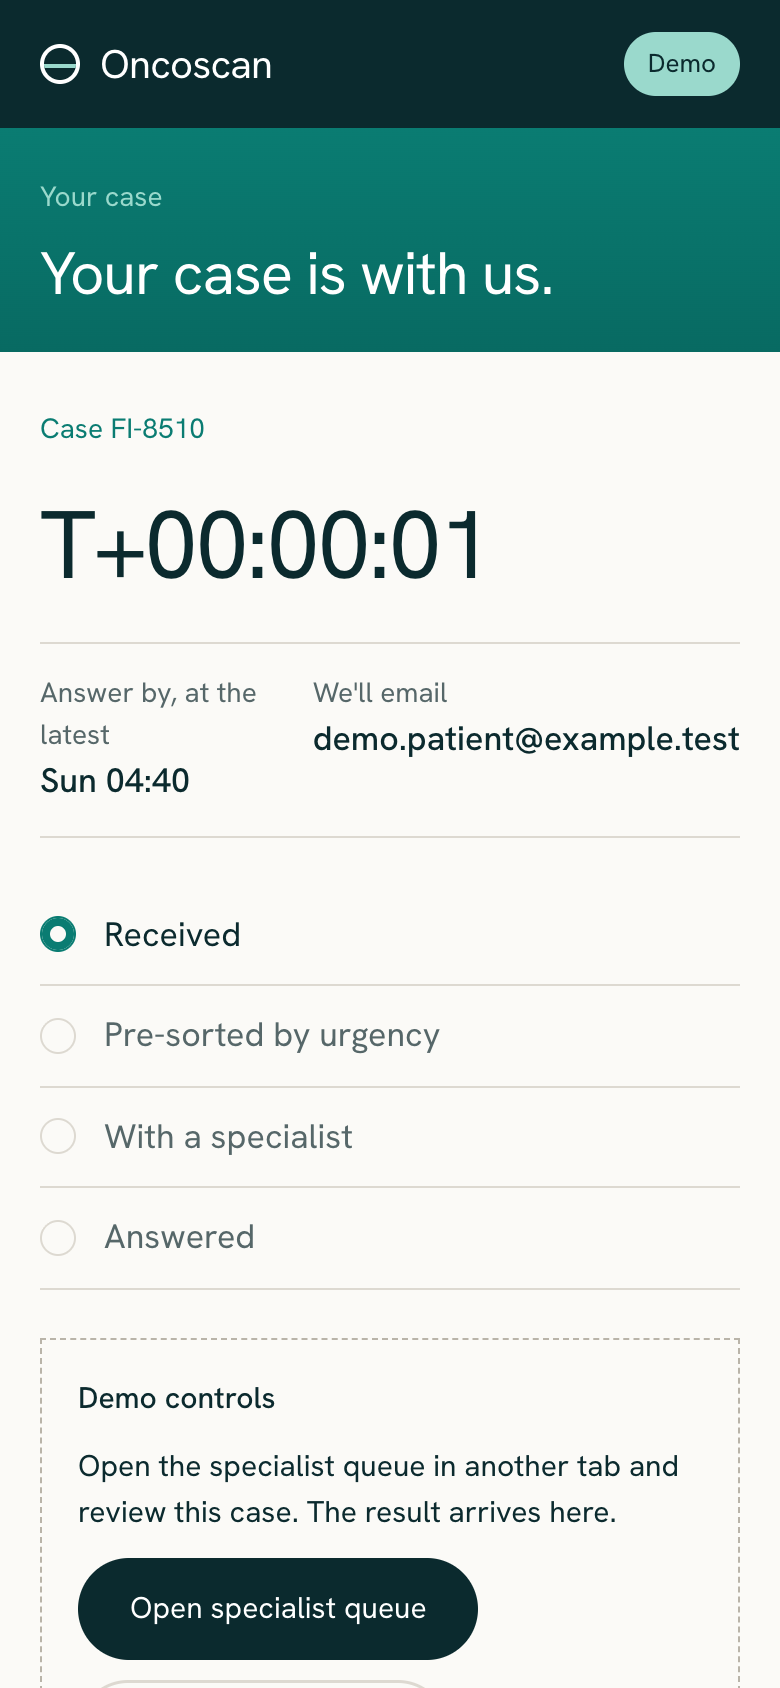 Oncoscan
Demo
Your case
Your case is with us.
Case FI-8510
T+00:00:01
Answer by, at the
latest
Sun 04:40
We'll email
demo.patient@example.test
Received
Pre-sorted by urgency
With a specialist
Answered
Demo controls
Open the specialist queue in another tab and
review this case. The result arrives here.
Open specialist queue